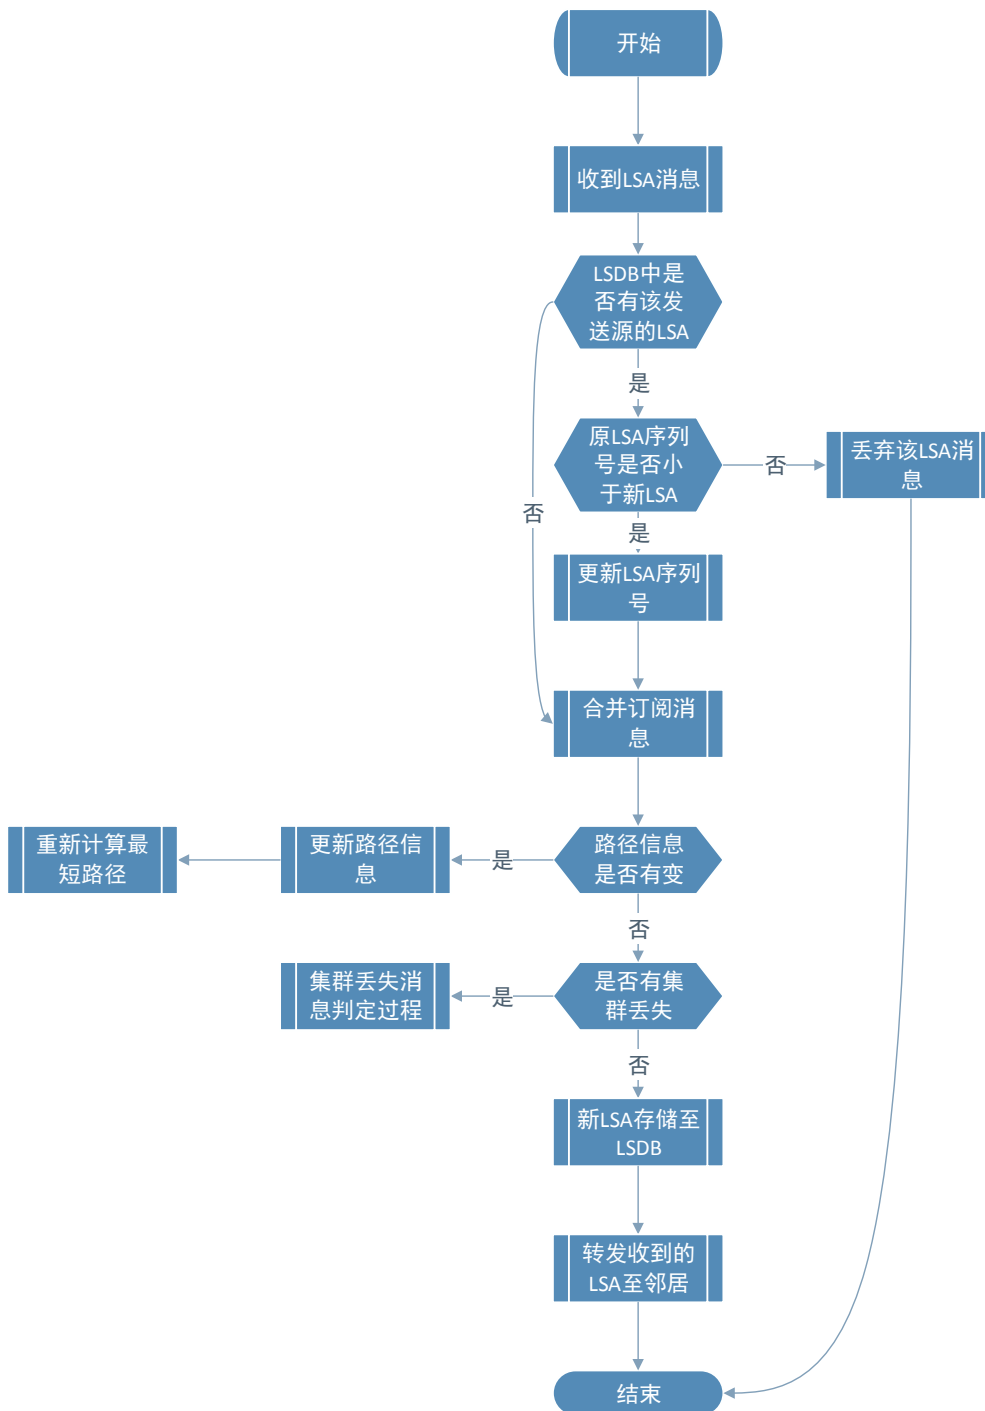 开始
收到LSA消息
LSDB中是
否有该发
送源的LSA
是
原LSA序列
号是否小
于新LSA
否
丢弃该LSA消
息
否
是
更新LSA序列
号
合并订阅消
息
重新计算最
短路径
更新路径信
息
是
路径信息
是否有变
否
集群丢失消
息判定过程
是
是否有集
群丢失
否
新LSA存储至
LSDB
转发收到的
LSA至邻居
结束